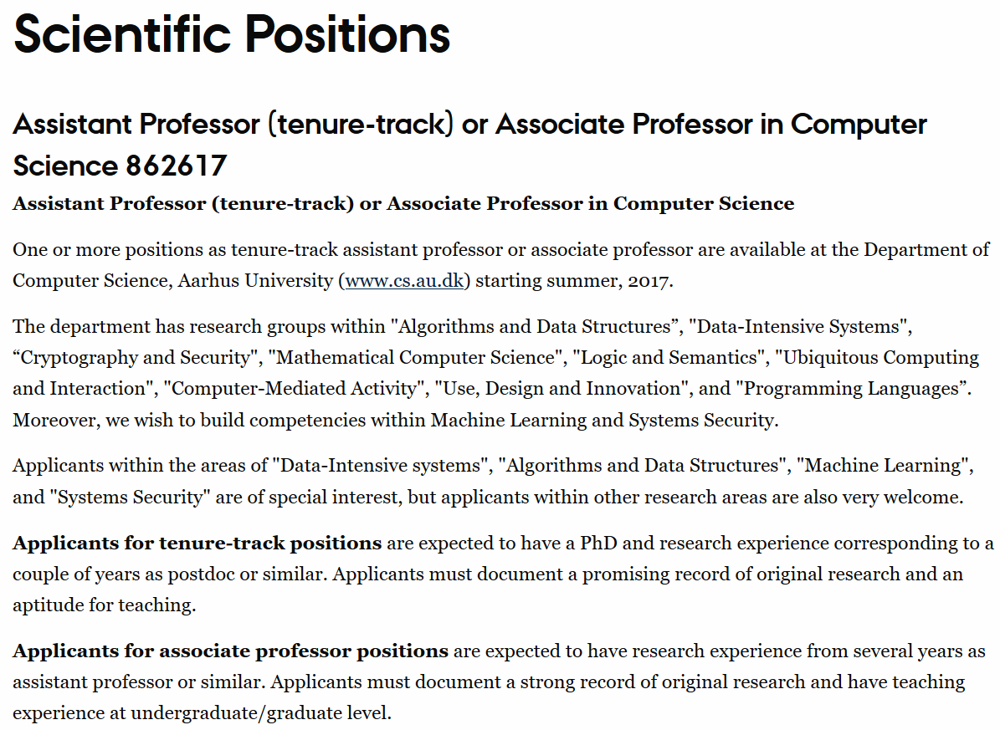 Scientific Positions
Assistant Professor (tenure-track) or Associate Professor in Computer
Science 862617
Assistant Professor (tenure-track) or Associate Professor in Computer Science
One or more positions as tenure-track assistant professor or associate professor are available at the Department of
Computer Science, Aarhus University (www.cs.au.dk) starting summer, 2017.
The department has research groups within "Algorithms and Data Structures”, "Data-Intensive Systems",
“Cryptography and Security", "Mathematical Computer Science", "Logic and Semantics", "Ubiquitous Computing
and Interaction", "Computer-Mediated Activity", "Use, Design and Innovation", and "Programming Languages”.
Moreover, we wish to build competencies within Machine Learning and Systems Security.
Applicants within the areas of "Data-Intensive systems", "Algorithms and Data Structures", "Machine Learning",
and "Systems Security" are of special interest, but applicants within other research areas are also very welcome.
Applicants for tenure-track positions are expected to have a PhD and research experience corresponding to a
couple of years as postdoc or similar. Applicants must document a promising record of original research and an
aptitude for teaching.
Applicants for associate professor positions are expected to have research experience from several years as
assistant professor or similar. Applicants must document a strong record of original research and have teaching
experience at undergraduate/graduate level.